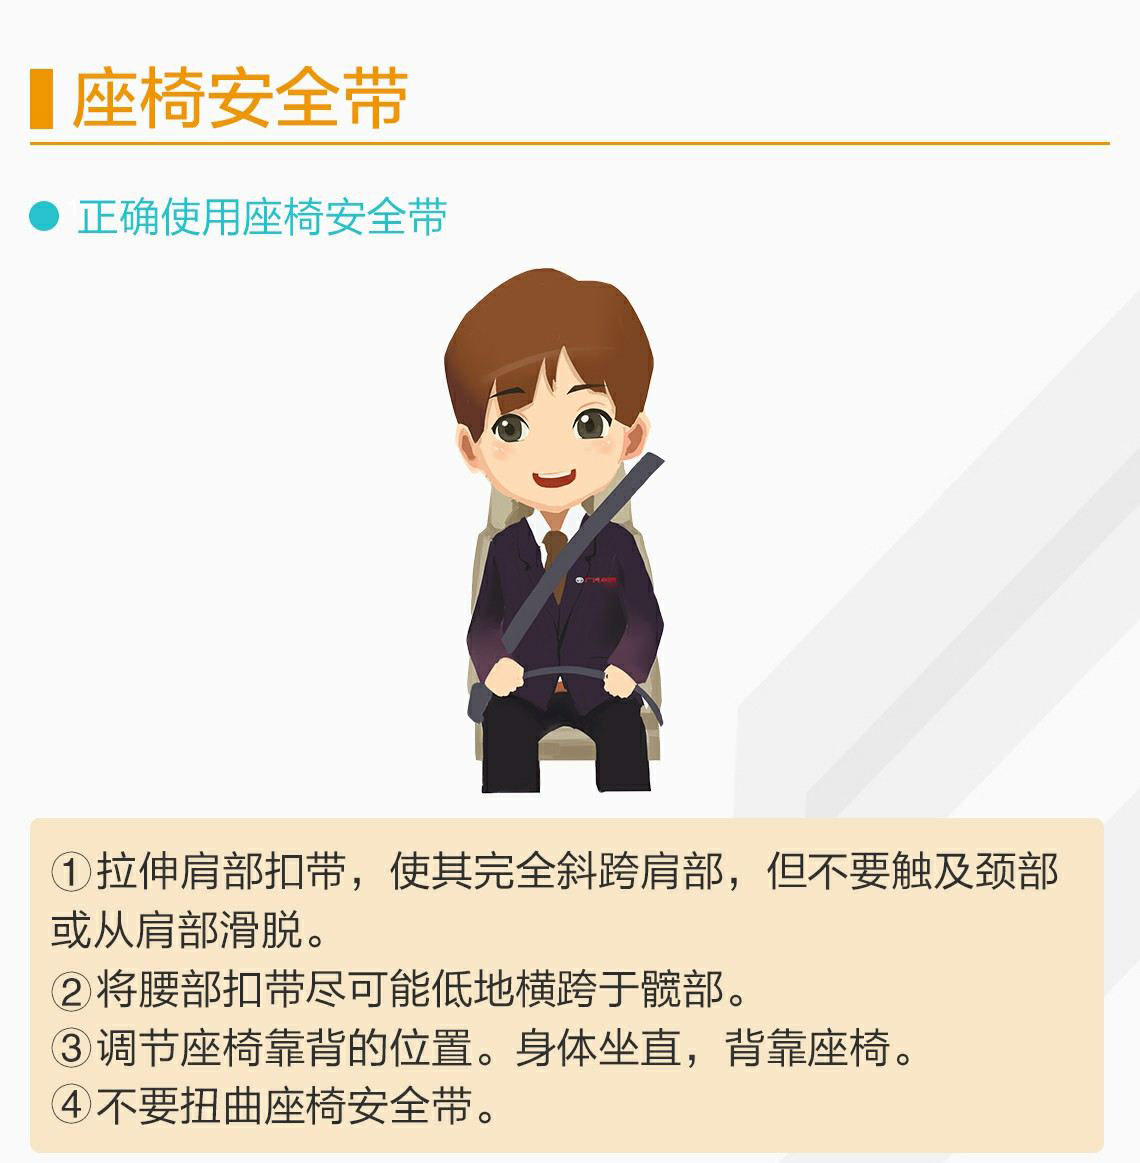 座椅安全带
正确使用座椅安全带
①拉伸肩部扣带，使其完全斜跨肩部，但不要触及颈部
或从肩部滑脱。
②将腰部扣带尽可能低地横跨于髋部。
③调节座椅靠背的位置。身体坐直，背靠座椅。
④不要扭曲座椅安全带。